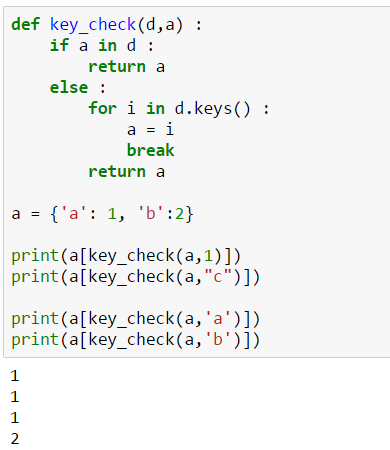 def key_check(d,a) :
    if a in d :
        return a
    else :
        for i in d.keys() :
            a = i
            break
        return a

a = {'a': 1, 'b':2}

print(a[key_check(a,1)])
print(a[key_check(a,"c")])

print(a[key_check(a,'a')])
print(a[key_check(a,'b')])
1
1
1
2